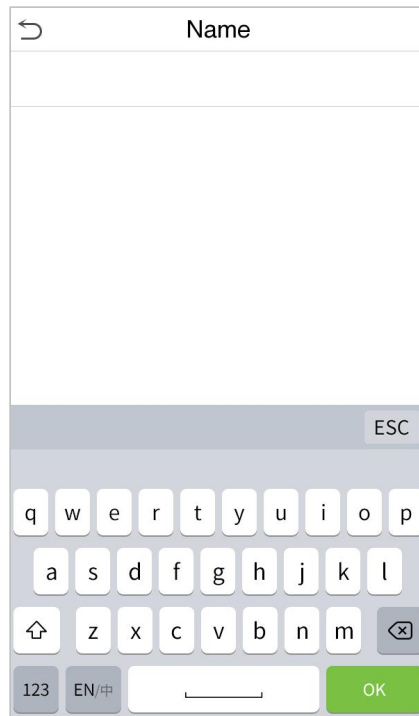 Name
ESC
q w e r t y u i o p
a s d f g h j k l
z x c v b n m
123 EN/中 OK